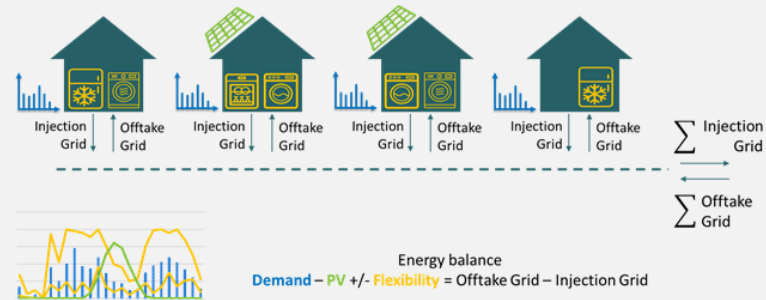 Injection Grid
Offtake Grid
Injection Grid
Offtake Grid
Injection Grid
Offtake Grid
Injection Grid
Offtake Grid
∑ Injection Grid
∑ Offtake Grid
Energy balance
Demand – PV +/- Flexibility = Offtake Grid – Injection Grid